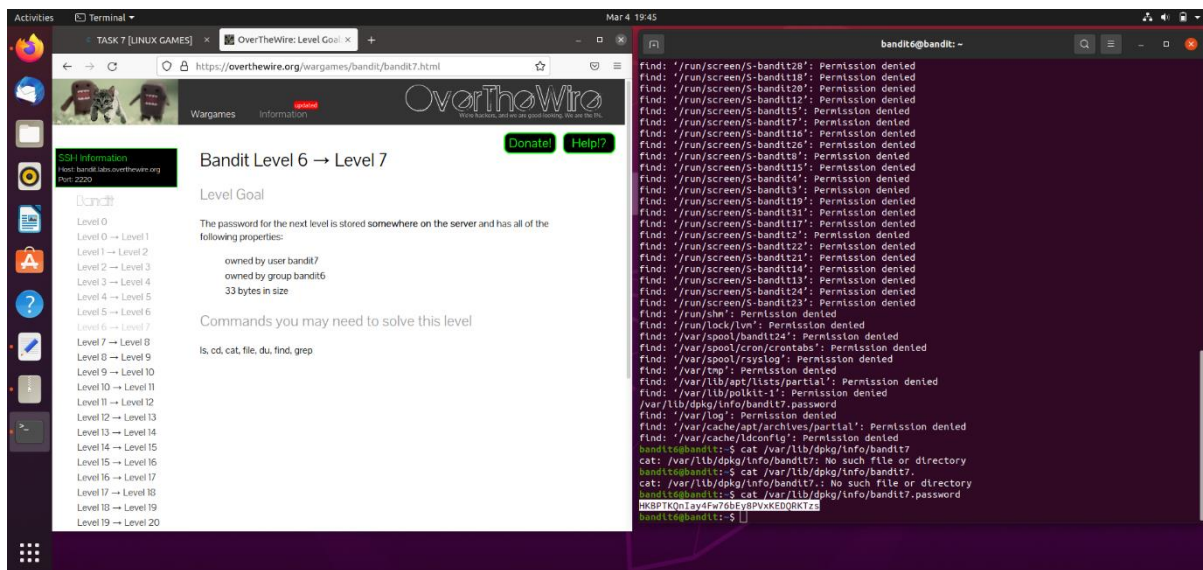 Activities Terminal Mar 4 19:45
TASK 7 [LINUX GAMES] × OverTheWire: Level Goal × +
https://overthewire.org/wargames/bandit/bandit7.html
Wargames Information updated
OverTheWire
We're hackers, and we are good-looking. We are the 1%.
Donate! Help!?
SSH Information
Host: bandit.labs.overthewire.org
Port: 2220
Bandit
Level 0
Level 0 → Level 1
Level 1 → Level 2
Level 2 → Level 3
Level 3 → Level 4
Level 4 → Level 5
Level 5 → Level 6
Level 6 → Level 7
Level 7 → Level 8
Level 8 → Level 9
Level 9 → Level 10
Level 10 → Level 11
Level 11 → Level 12
Level 12 → Level 13
Level 13 → Level 14
Level 14 → Level 15
Level 15 → Level 16
Level 16 → Level 17
Level 17 → Level 18
Level 18 → Level 19
Level 19 → Level 20
Bandit Level 6 → Level 7
Level Goal
The password for the next level is stored somewhere on the server and has all of the
following properties:
owned by user bandit7
owned by group bandit6
33 bytes in size
Commands you may need to solve this level
ls, cd, cat, file, du, find, grep
bandit6@bandit: ~
find: ‘/run/screen/S-bandit28’: Permission denied
find: ‘/run/screen/S-bandit18’: Permission denied
find: ‘/run/screen/S-bandit20’: Permission denied
find: ‘/run/screen/S-bandit12’: Permission denied
find: ‘/run/screen/S-bandit5’: Permission denied
find: ‘/run/screen/S-bandit7’: Permission denied
find: ‘/run/screen/S-bandit16’: Permission denied
find: ‘/run/screen/S-bandit26’: Permission denied
find: ‘/run/screen/S-bandit8’: Permission denied
find: ‘/run/screen/S-bandit15’: Permission denied
find: ‘/run/screen/S-bandit4’: Permission denied
find: ‘/run/screen/S-bandit3’: Permission denied
find: ‘/run/screen/S-bandit19’: Permission denied
find: ‘/run/screen/S-bandit31’: Permission denied
find: ‘/run/screen/S-bandit17’: Permission denied
find: ‘/run/screen/S-bandit2’: Permission denied
find: ‘/run/screen/S-bandit22’: Permission denied
find: ‘/run/screen/S-bandit21’: Permission denied
find: ‘/run/screen/S-bandit14’: Permission denied
find: ‘/run/screen/S-bandit13’: Permission denied
find: ‘/run/screen/S-bandit24’: Permission denied
find: ‘/run/screen/S-bandit23’: Permission denied
find: ‘/run/shm’: Permission denied
find: ‘/run/lock/lvm’: Permission denied
find: ‘/var/spool/bandit24’: Permission denied
find: ‘/var/spool/cron/crontabs’: Permission denied
find: ‘/var/spool/rsyslog’: Permission denied
find: ‘/var/tmp’: Permission denied
find: ‘/var/lib/apt/lists/partial’: Permission denied
find: ‘/var/lib/polkit-1’: Permission denied
/var/lib/dpkg/info/bandit7.password
find: ‘/var/log’: Permission denied
find: ‘/var/cache/apt/archives/partial’: Permission denied
find: ‘/var/cache/ldconfig’: Permission denied
bandit6@bandit:~$ cat /var/lib/dpkg/info/bandit7
cat: /var/lib/dpkg/info/bandit7: No such file or directory
bandit6@bandit:~$ cat /var/lib/dpkg/info/bandit7.
cat: /var/lib/dpkg/info/bandit7.: No such file or directory
bandit6@bandit:~$ cat /var/lib/dpkg/info/bandit7.password
HKBPTKQnIay4Fw76bEy8PVxKEDQRKTzs
bandit6@bandit:~$